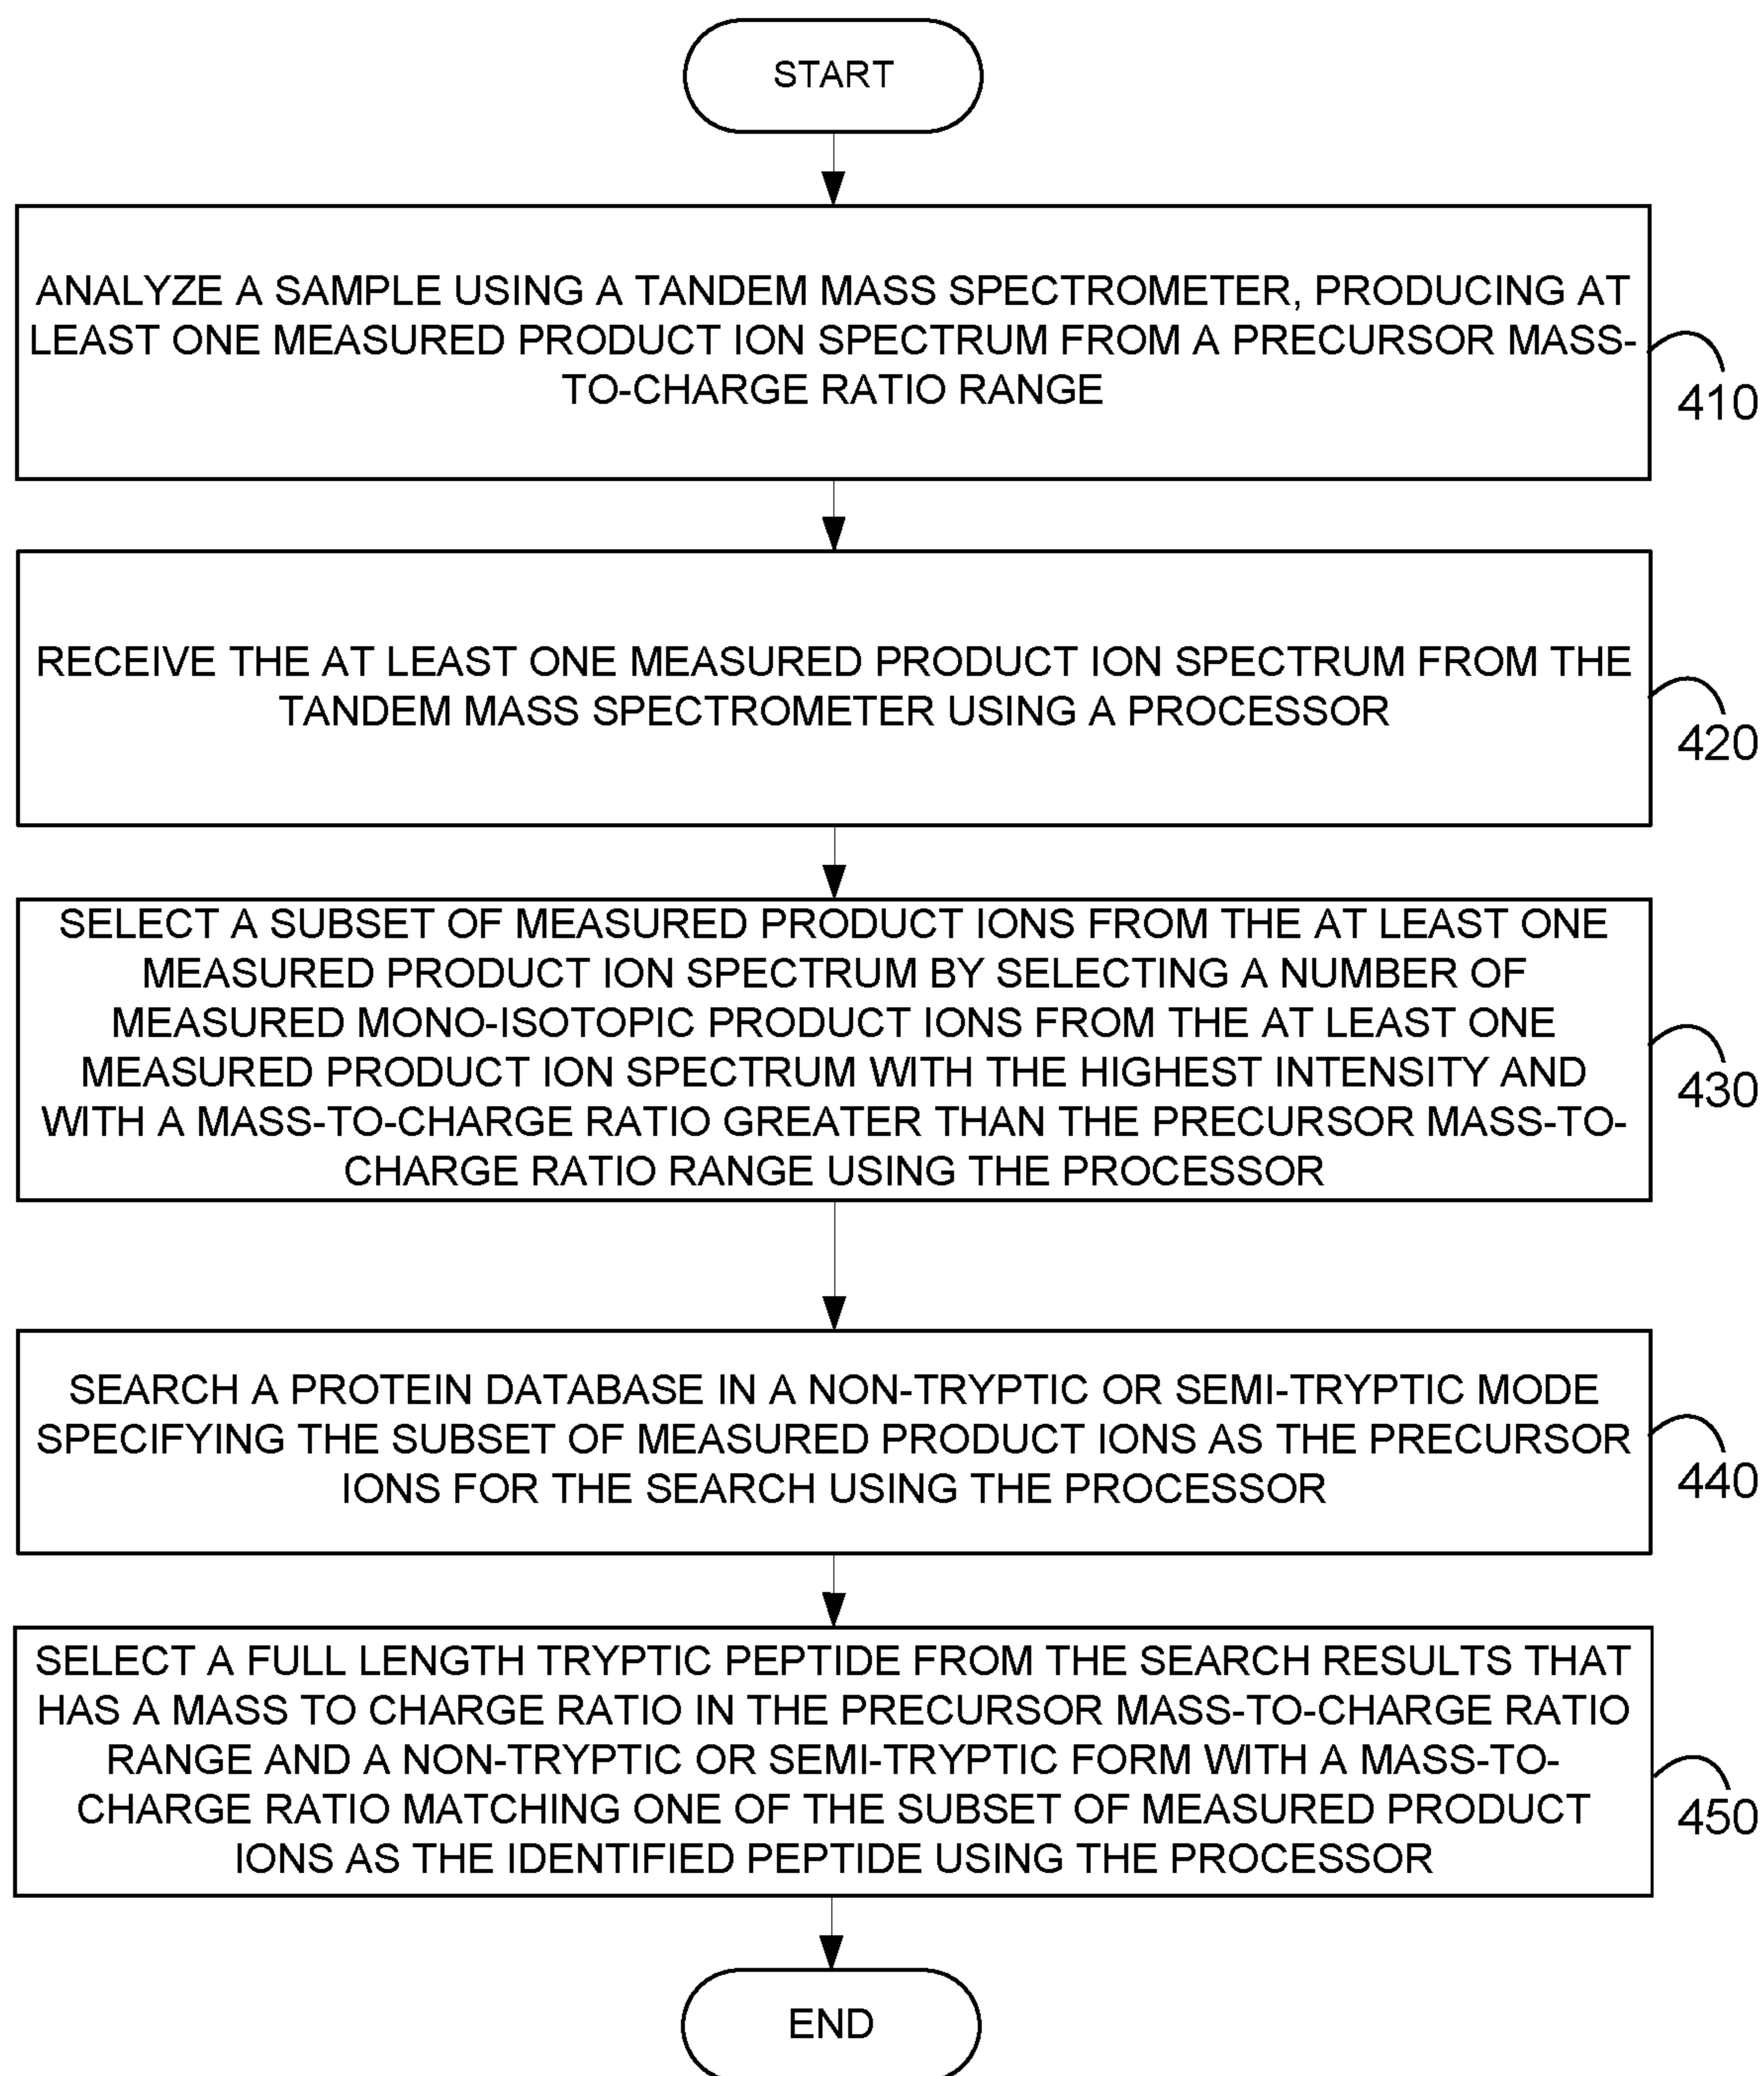 START
ANALYZE A SAMPLE USING A TANDEM MASS SPECTROMETER, PRODUCING AT
LEAST ONE MEASURED PRODUCT ION SPECTRUM FROM A PRECURSOR MASS-
TO-CHARGE RATIO RANGE
410
RECEIVE THE AT LEAST ONE MEASURED PRODUCT ION SPECTRUM FROM THE
TANDEM MASS SPECTROMETER USING A PROCESSOR
420
SELECT A SUBSET OF MEASURED PRODUCT IONS FROM THE AT LEAST ONE
MEASURED PRODUCT ION SPECTRUM BY SELECTING A NUMBER OF
MEASURED MONO-ISOTOPIC PRODUCT IONS FROM THE AT LEAST ONE
MEASURED PRODUCT ION SPECTRUM WITH THE HIGHEST INTENSITY AND
WITH A MASS-TO-CHARGE RATIO GREATER THAN THE PRECURSOR MASS-TO-
CHARGE RATIO RANGE USING THE PROCESSOR
430
SEARCH A PROTEIN DATABASE IN A NON-TRYPTIC OR SEMI-TRYPTIC MODE
SPECIFYING THE SUBSET OF MEASURED PRODUCT IONS AS THE PRECURSOR
IONS FOR THE SEARCH USING THE PROCESSOR
440
SELECT A FULL LENGTH TRYPTIC PEPTIDE FROM THE SEARCH RESULTS THAT
HAS A MASS TO CHARGE RATIO IN THE PRECURSOR MASS-TO-CHARGE RATIO
RANGE AND A NON-TRYPTIC OR SEMI-TRYPTIC FORM WITH A MASS-TO-
CHARGE RATIO MATCHING ONE OF THE SUBSET OF MEASURED PRODUCT
IONS AS THE IDENTIFIED PEPTIDE USING THE PROCESSOR
450
END